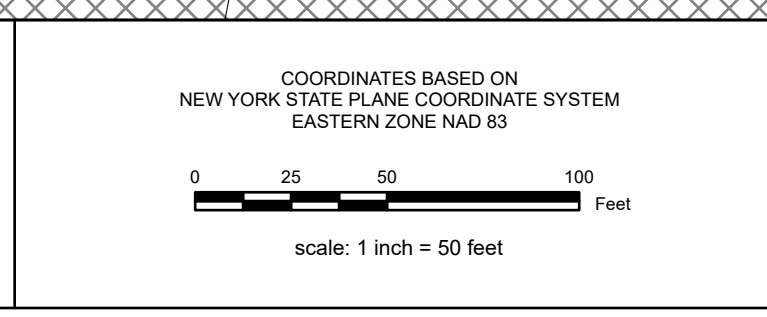 COORDINATES BASED ON
NEW YORK STATE PLANE COORDINATE SYSTEM
EASTERN ZONE NAD 83
0 25 50 100
Feet
scale: 1 inch = 50 feet